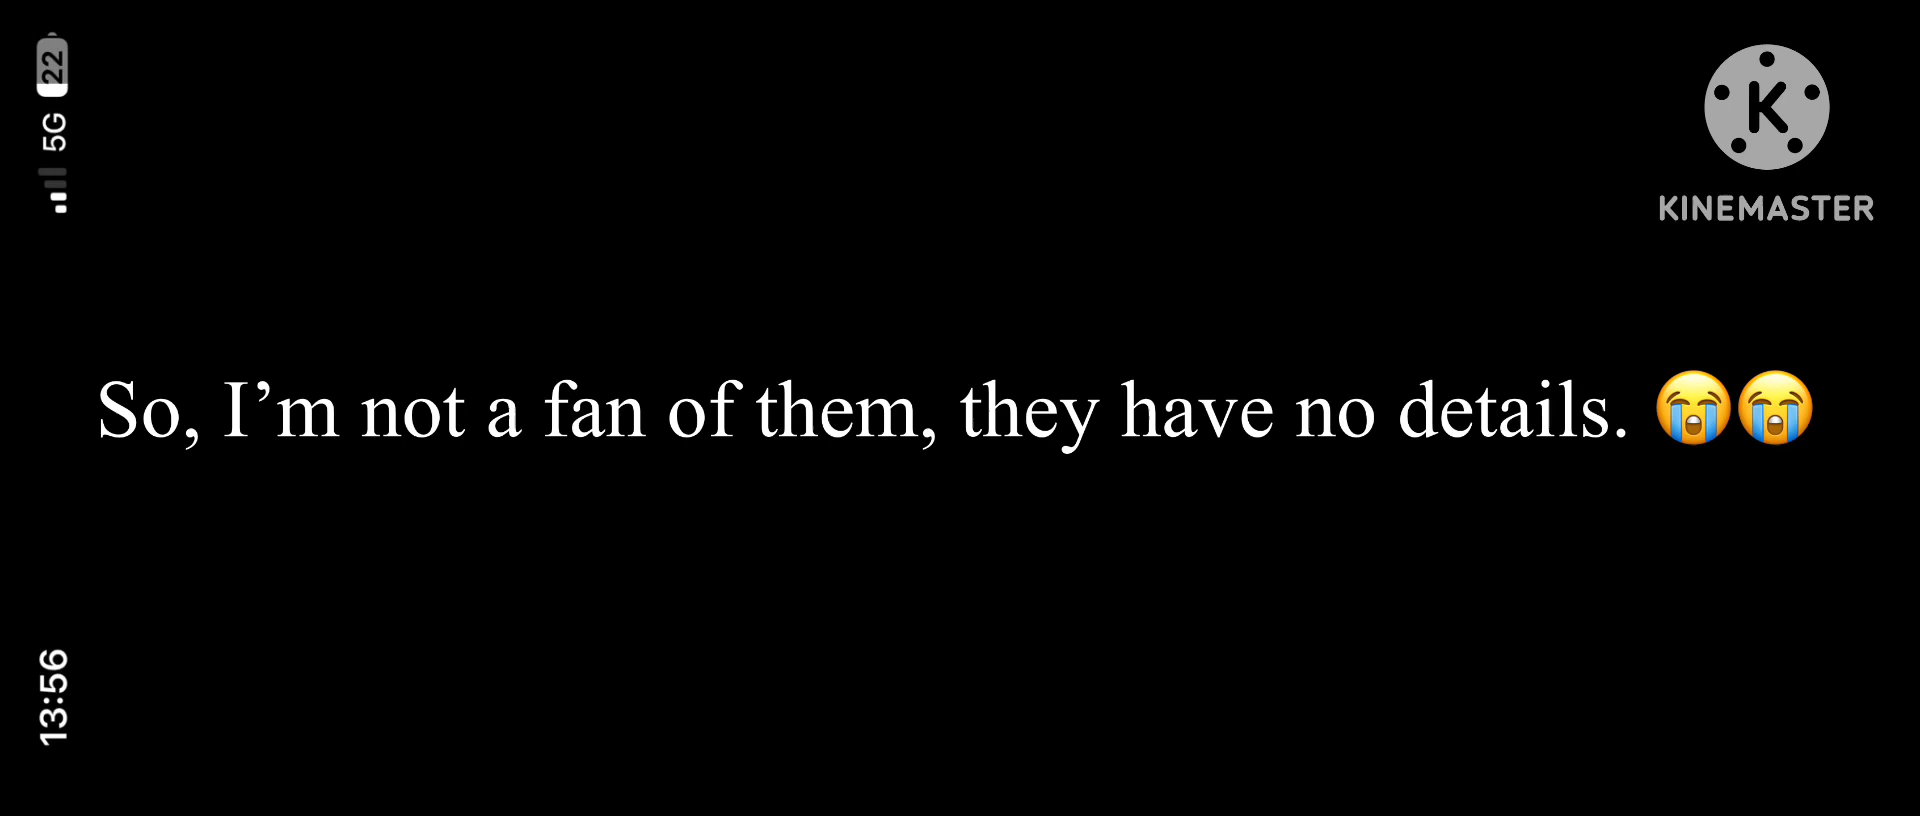 22
5G
KINEMASTER
So, I’m not a fan of them, they have no details. 😭😭
13:56